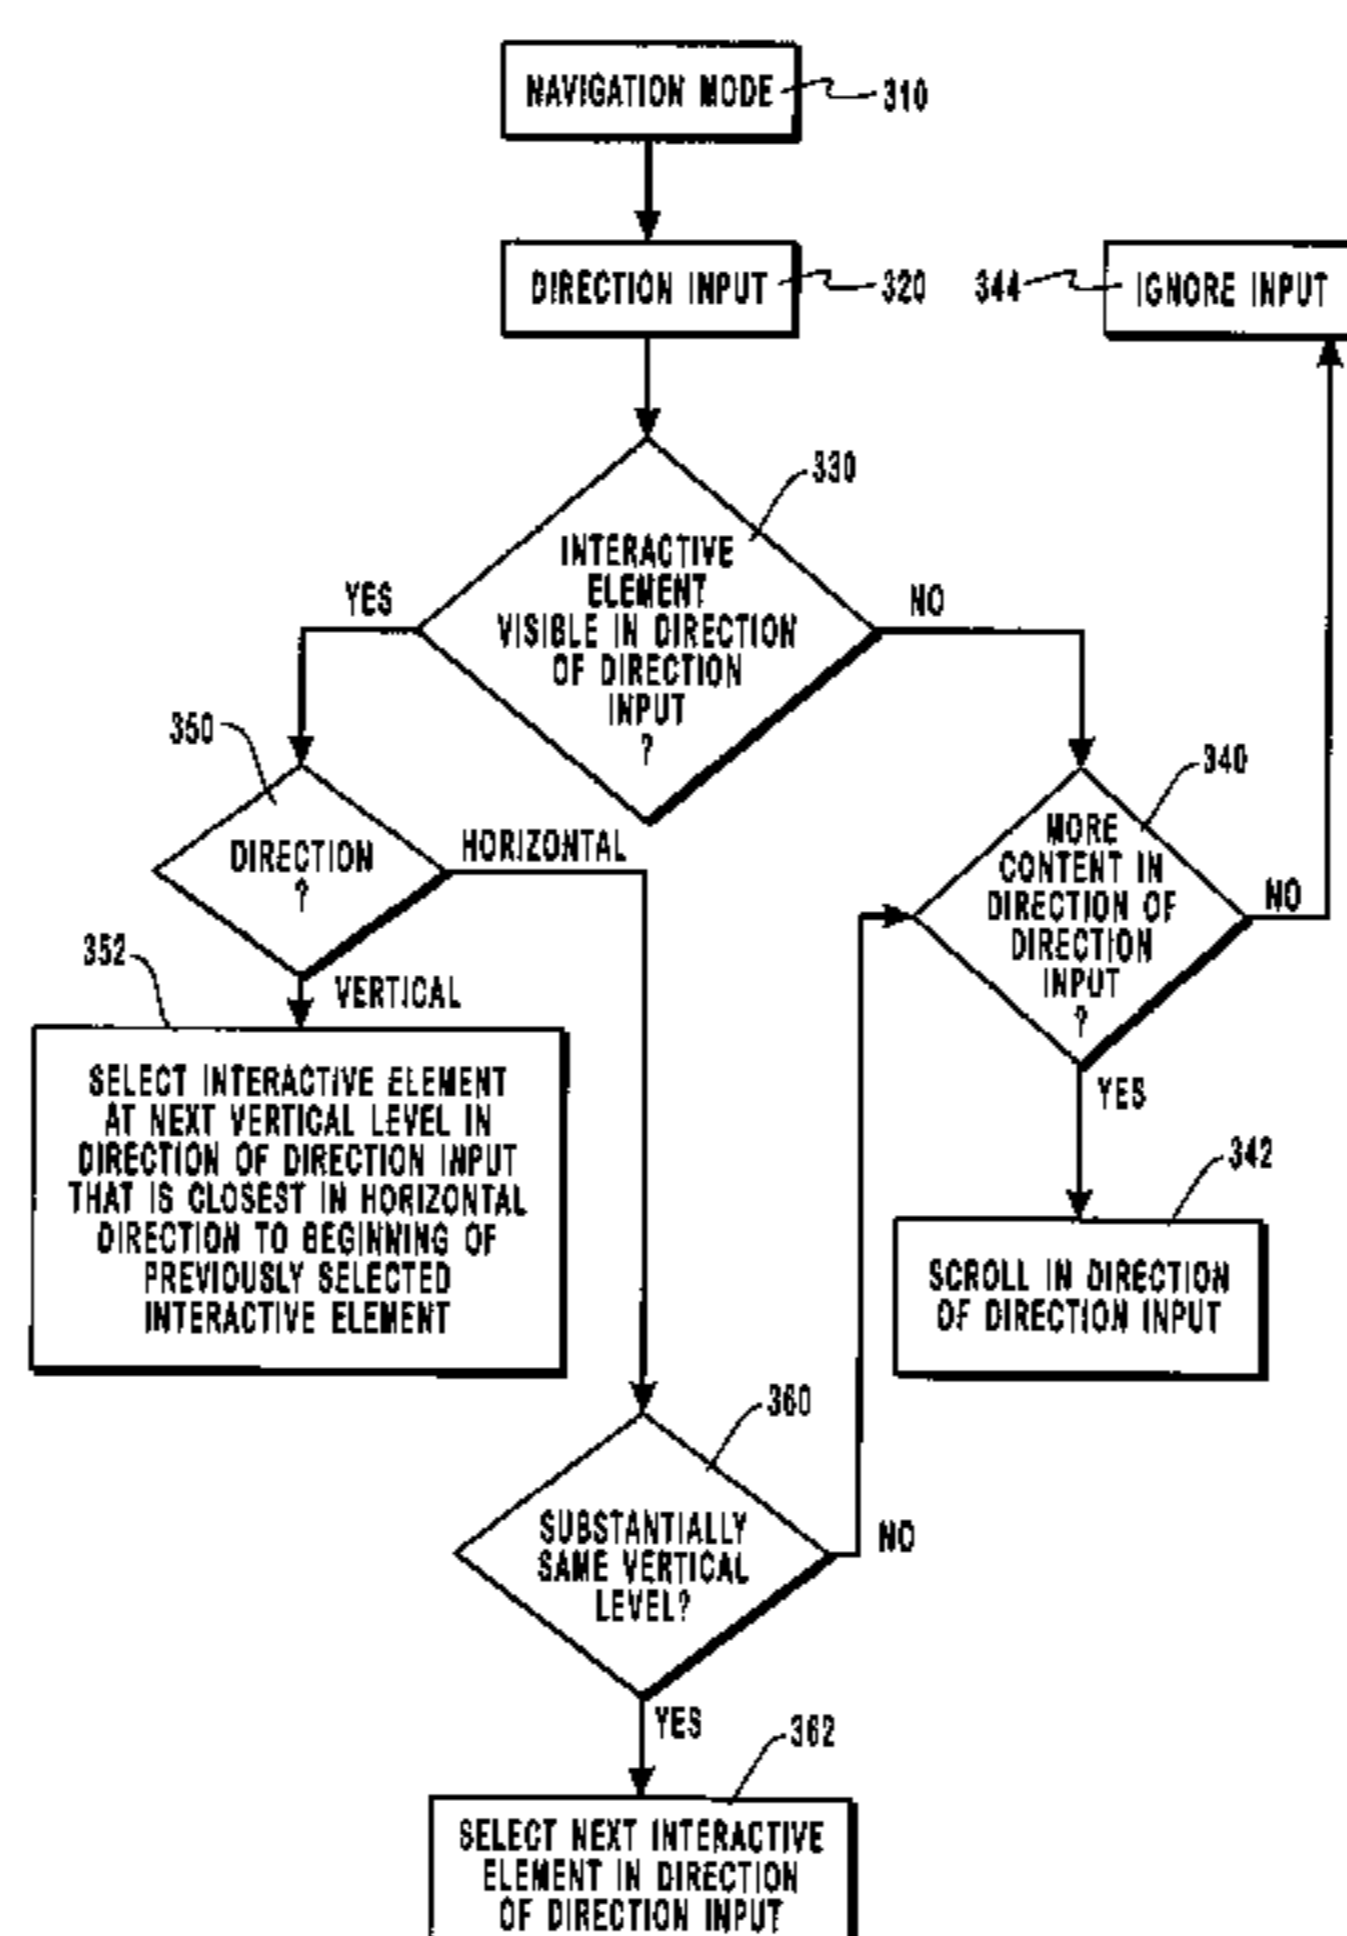 NAVIGATION MODE
310
DIRECTION INPUT
320
344
IGNORE INPUT
330
INTERACTIVE
ELEMENT
VISIBLE IN DIRECTION
OF DIRECTION
INPUT
?
YES
NO
350
DIRECTION
?
HORIZONTAL
VERTICAL
340
MORE
CONTENT IN
DIRECTION OF
DIRECTION
INPUT
?
NO
YES
352
SELECT INTERACTIVE ELEMENT
AT NEXT VERTICAL LEVEL IN
DIRECTION OF DIRECTION INPUT
THAT IS CLOSEST IN HORIZONTAL
DIRECTION TO BEGINNING OF
PREVIOUSLY SELECTED
INTERACTIVE ELEMENT
342
SCROLL IN DIRECTION
OF DIRECTION INPUT
360
SUBSTANTIALLY
SAME VERTICAL
LEVEL?
NO
YES
362
SELECT NEXT INTERACTIVE
ELEMENT IN DIRECTION
OF DIRECTION INPUT